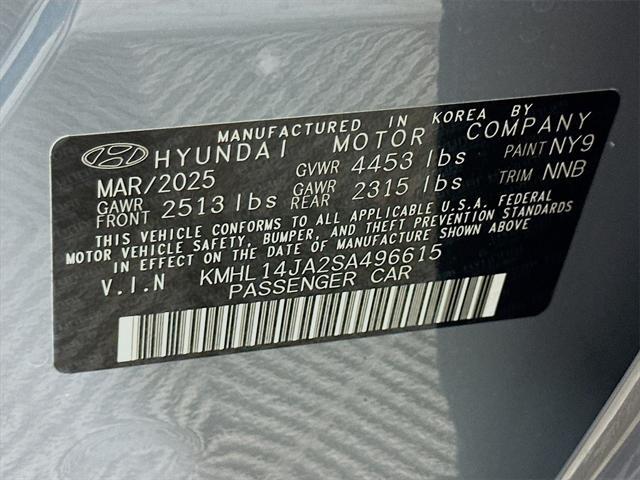 MANUFACTURED IN KOREA BY
HYUNDAI MOTOR COMPANY
MAR/2025 GVWR 4453 lbs PAINT NY9
GAWR FRONT 2513 lbs GAWR REAR 2315 lbs TRIM NNB
THIS VEHICLE CONFORMS TO ALL APPLICABLE U.S.A. FEDERAL
MOTOR VEHICLE SAFETY, BUMPER, AND THEFT PREVENTION STANDARDS
IN EFFECT ON THE DATE OF MANUFACTURE SHOWN ABOVE.
V.I.N KMHL14JA2SA496615
PASSENGER CAR